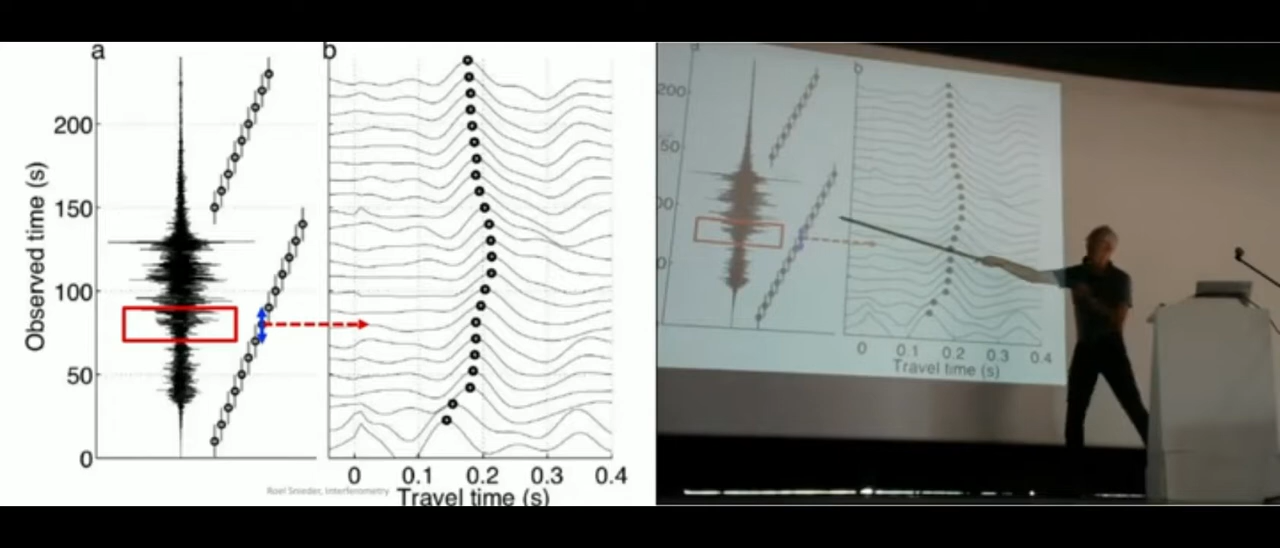 a
b
Observed time (s)
200
150
100
50
0
0 0.1 0.2 0.3 0.4
Travel time (s)
Roel Snieder, Interferometry
b
200
50
0 0.1 0.2 0.3 0.4
Travel time (s)